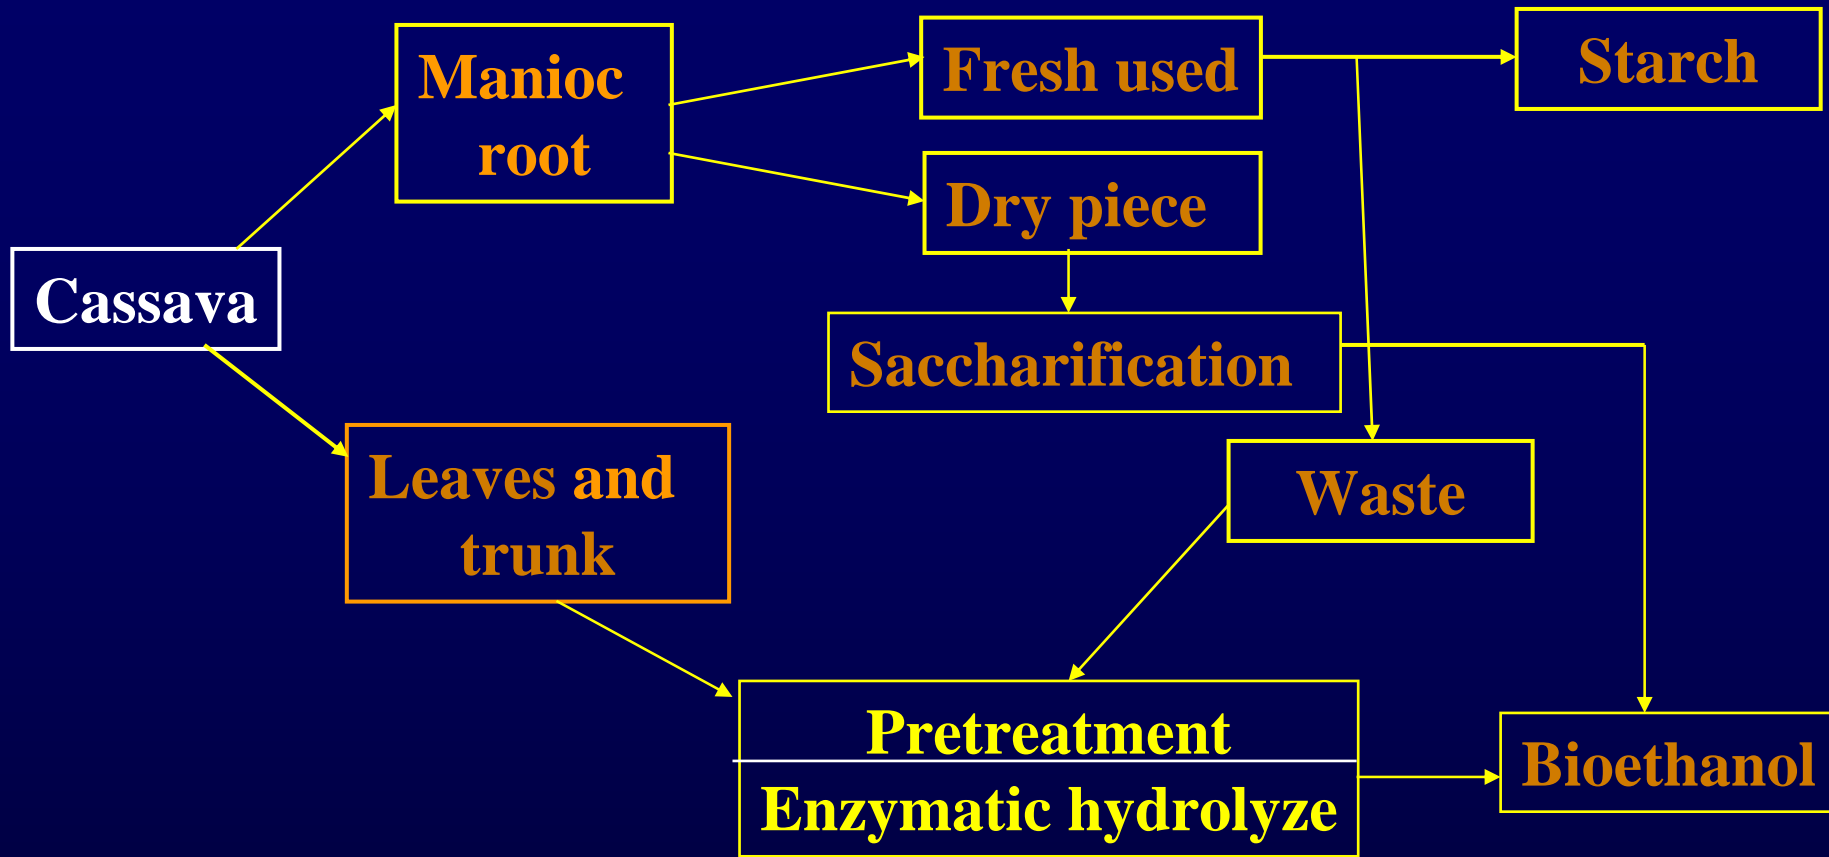 Manioc
root
Fresh used
Starch
Dry piece
Cassava
Saccharification
Leaves and
trunk
Waste
Pretreatment
Enzymatic hydrolyze
Bioethanol